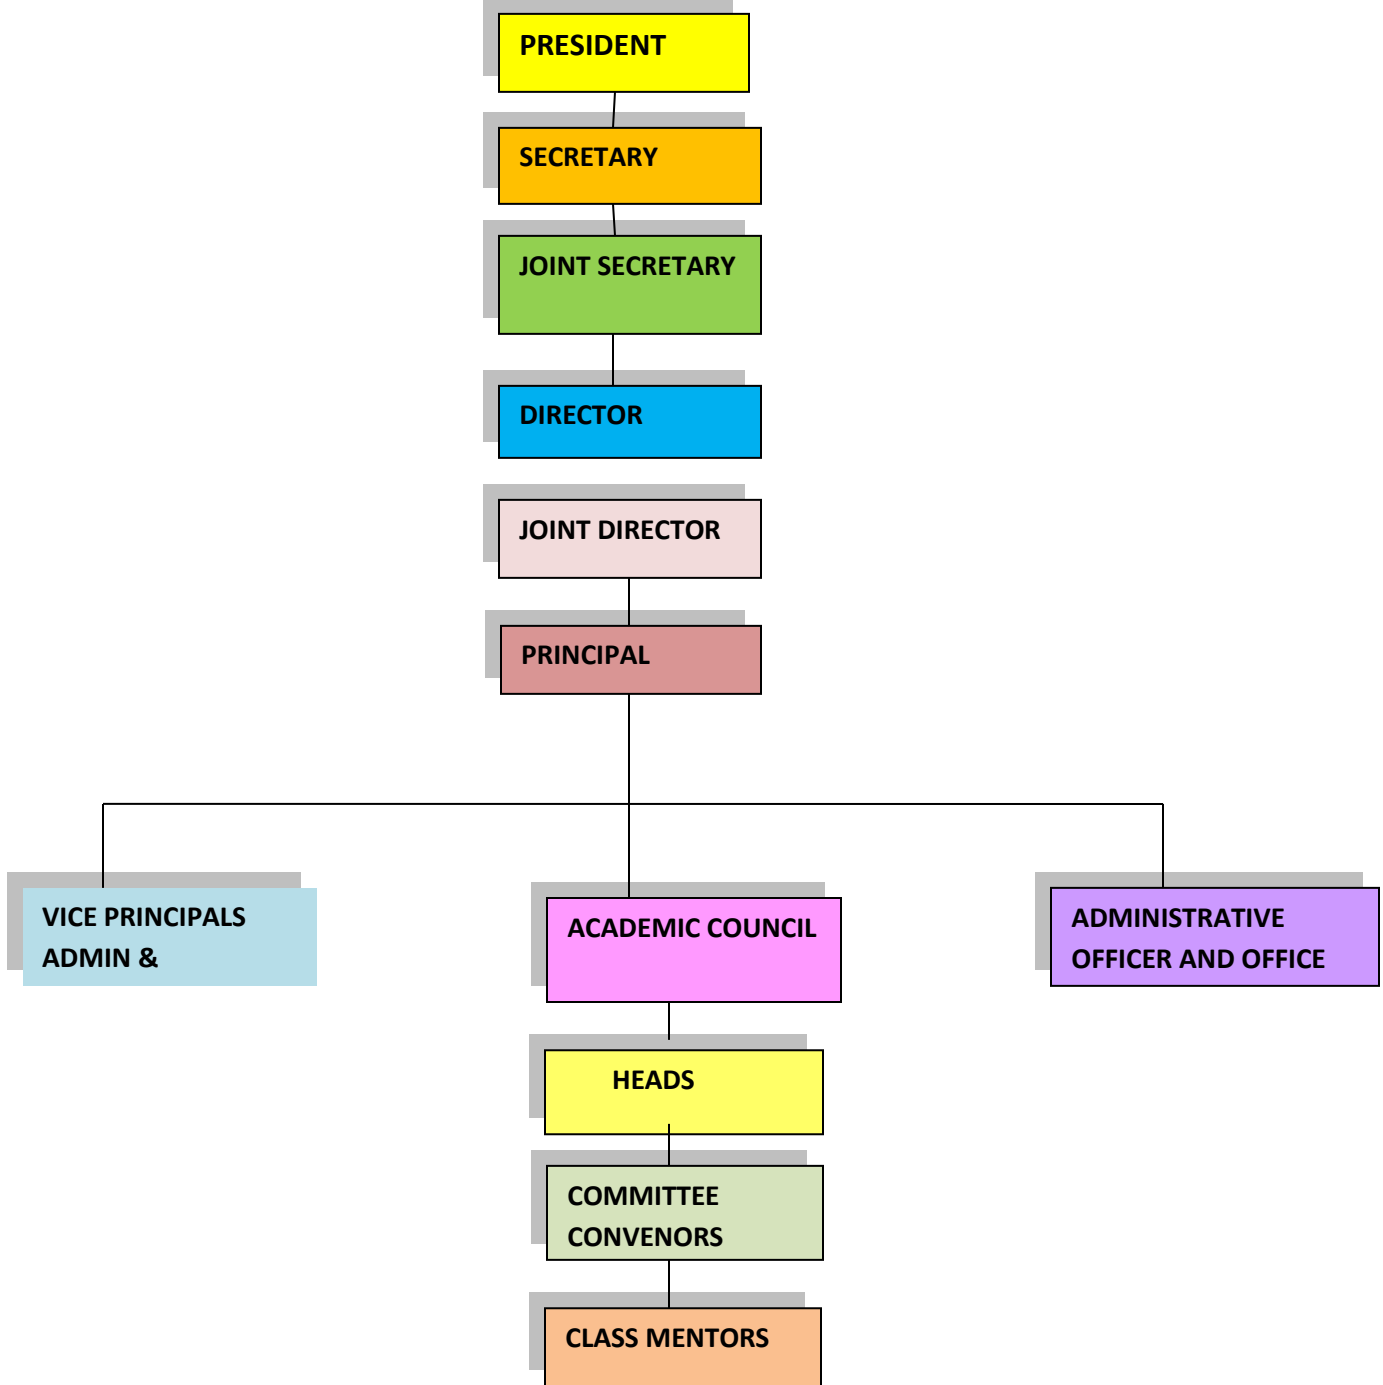 PRESIDENT
SECRETARY
JOINT SECRETARY
DIRECTOR
JOINT DIRECTOR
PRINCIPAL
VICE PRINCIPALS
ADMIN &
ACADEMIC COUNCIL
ADMINISTRATIVE
OFFICER AND OFFICE
HEADS
COMMITTEE
CONVENORS
CLASS MENTORS